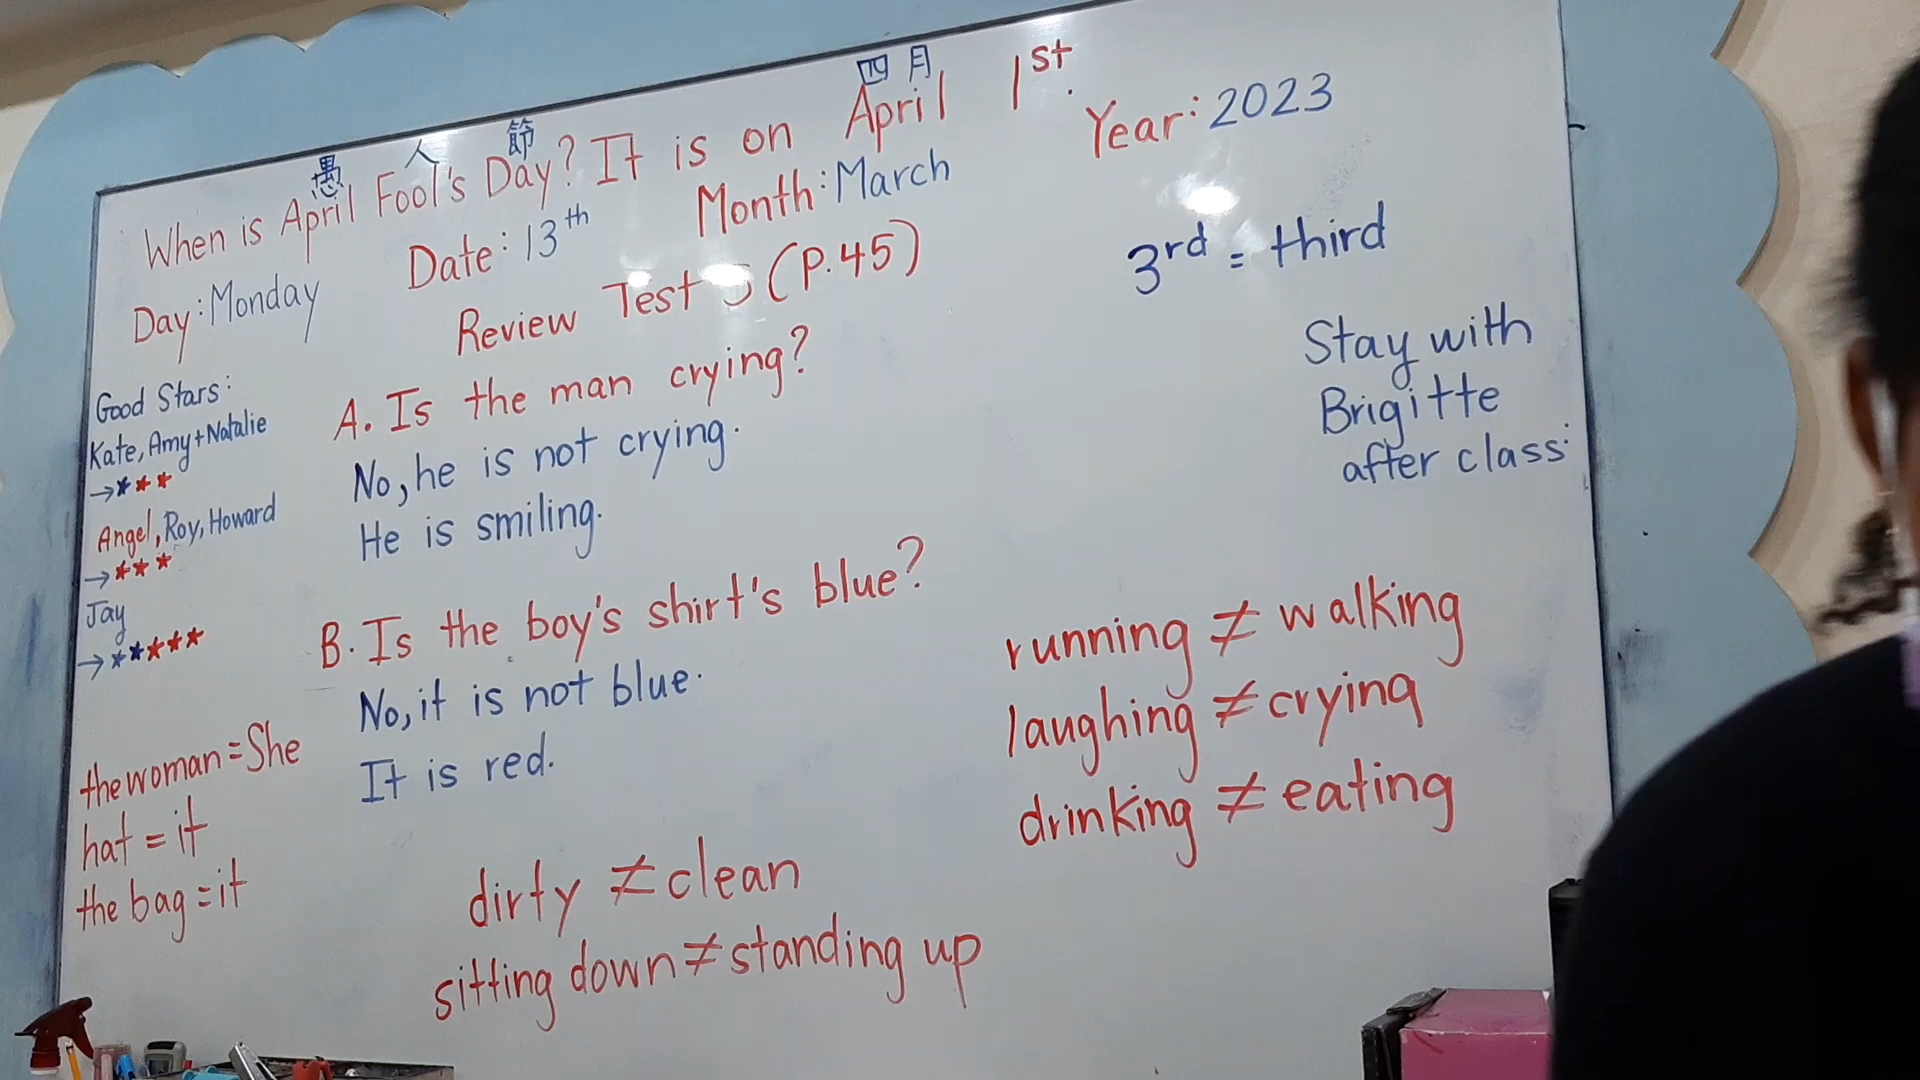 愚 人 節 四 月
When is April Fool's Day? It is on April 1st.
Day: Monday Date: 13th Month: March Year: 2023
Review Test 5 (P.45)
3rd = third
Stay with
Brigitte
after class.
Good Stars:
Kate, Amy + Natalie
→ ***
Angel, Roy, Howard
→ ***
Jay
→ *****
the woman = She
hat = it
the bag = it
A. Is the man crying?
No, he is not crying.
He is smiling.
B. Is the boy's shirt's blue?
No, it is not blue.
It is red.
dirty ≠ clean
sitting down ≠ standing up
running ≠ walking
laughing ≠ crying
drinking ≠ eating